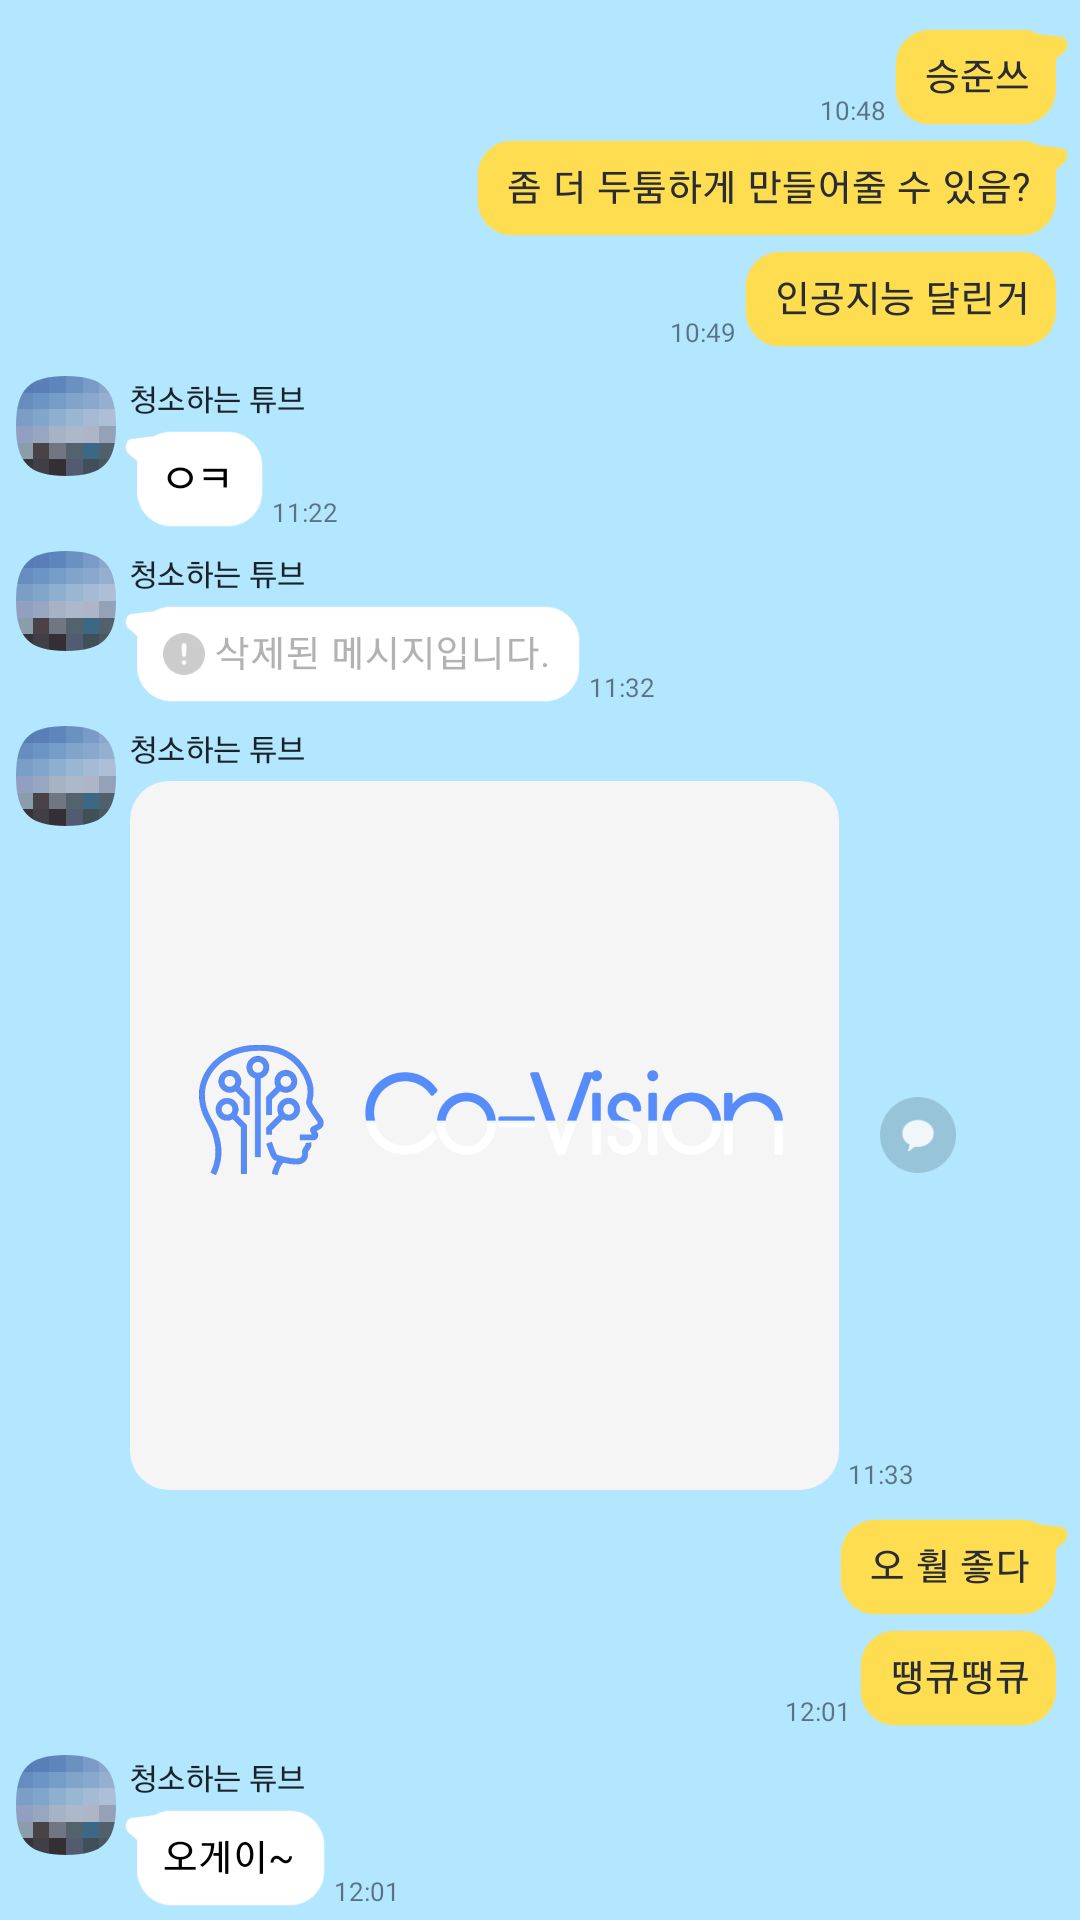 승준쓰
10:48
좀 더 두툼하게 만들어줄 수 있음?
인공지능 달린거
10:49
청소하는 튜브
ㅇㅋ
11:22
청소하는 튜브
삭제된 메시지입니다.
11:32
청소하는 튜브
Co-Vision
11:33
오 훨 좋다
땡큐땡큐
12:01
청소하는 튜브
오게이~
12:01